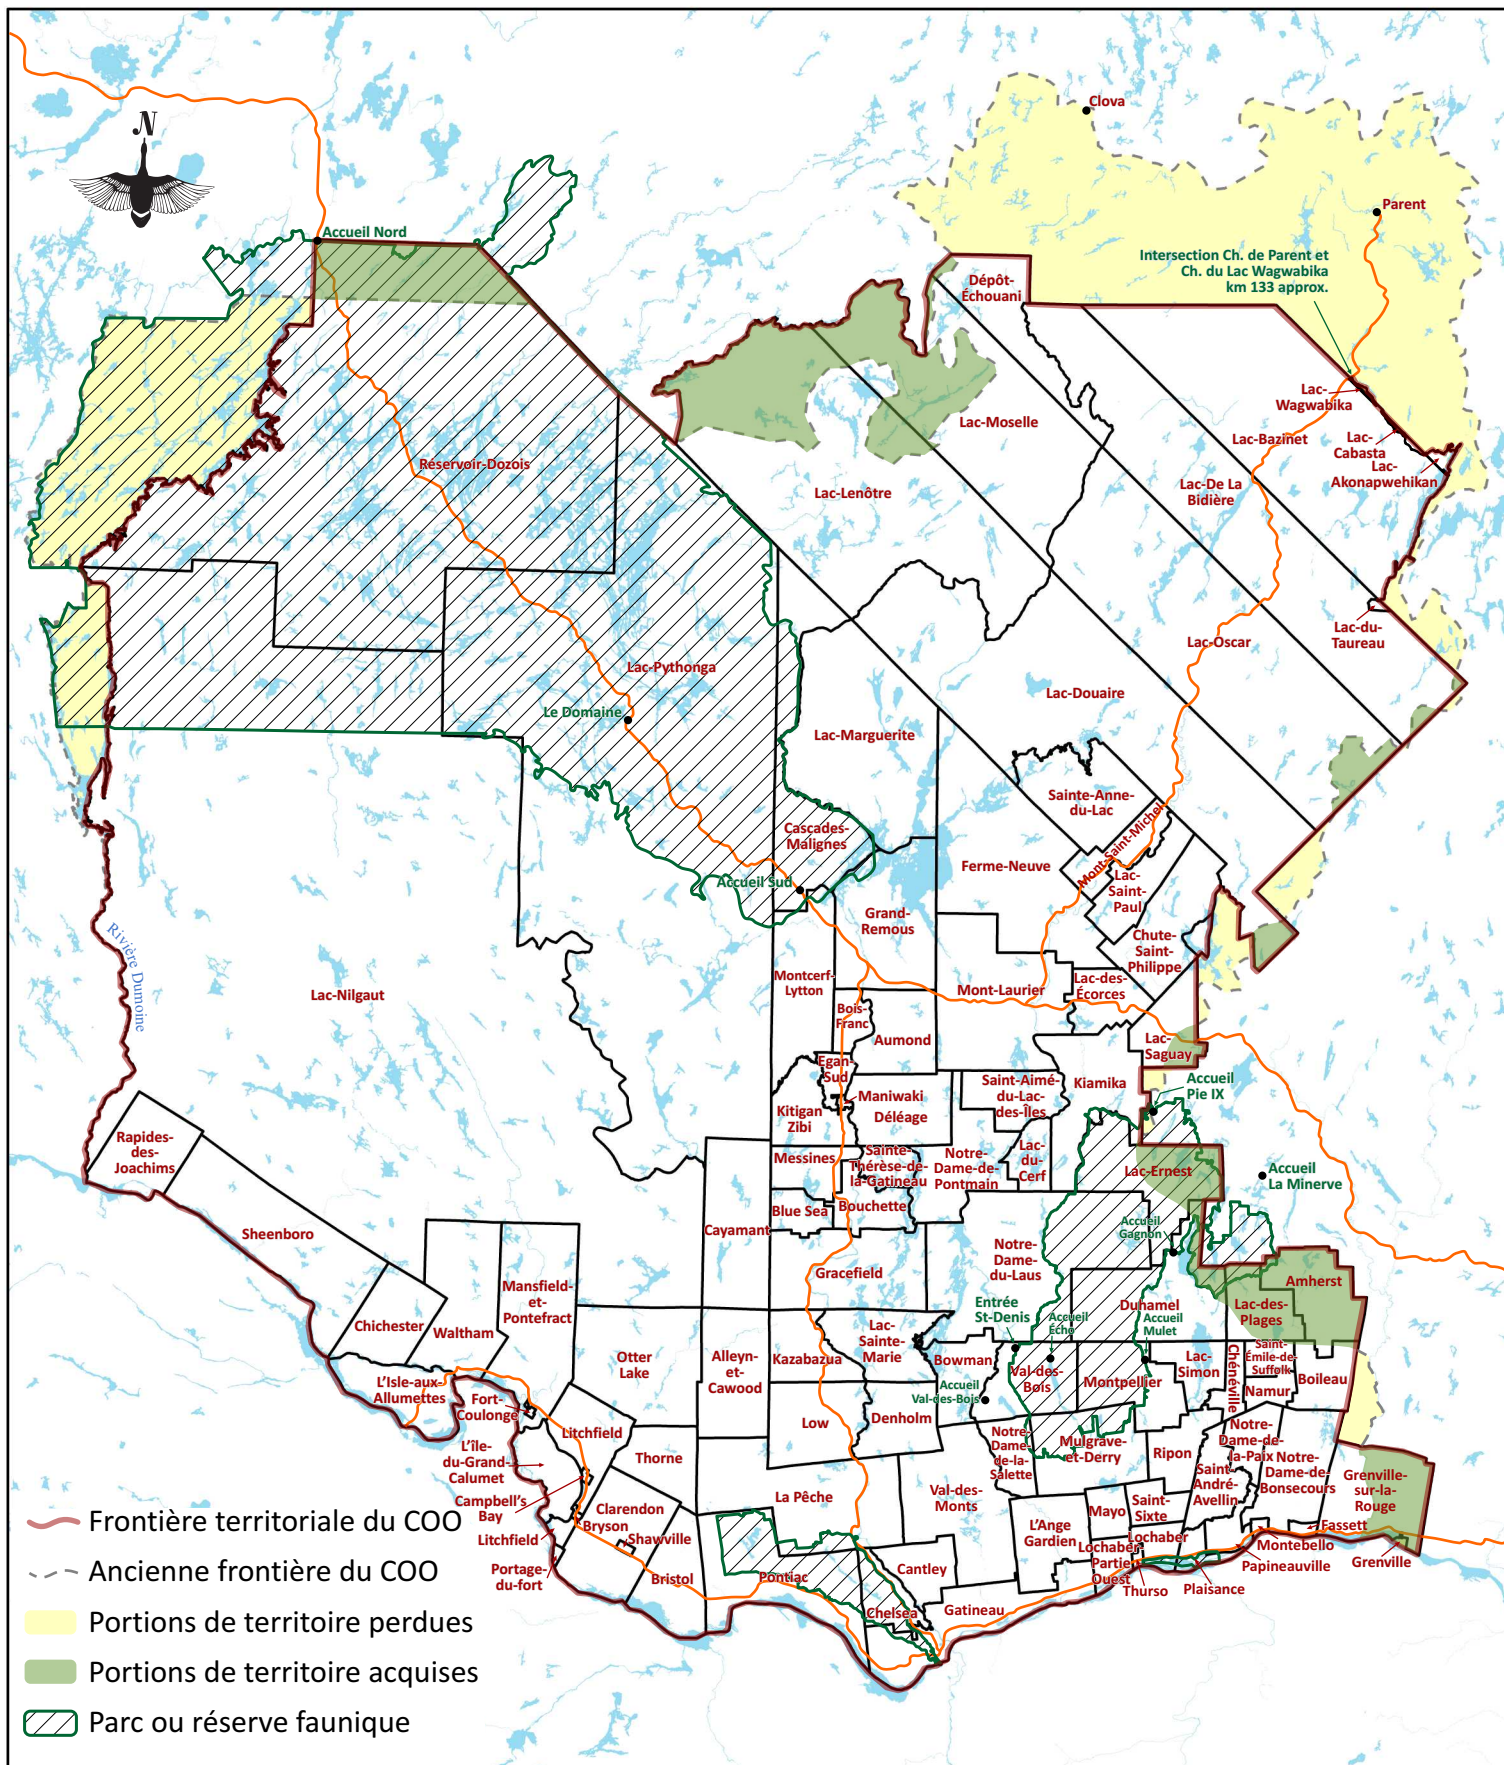 Clova
N
Parent
Accueil Nord
Intersection Ch. de Parent et
Ch. du Lac Wagwabika
km 133 approx.
Dépôt-
Échouani
Lac-
Wagwabika
Lac-Moselle
Lac-Bazinet
Lac-
Cabasta
Lac-
Akonapwehikan
Réservoir-Dozois
Lac-Lenôtre
Lac-De La
Bidière
Lac-du-
Taureau
Lac-Oscar
Lac-Pythonga
Lac-Douaire
Le Domaine
Lac-Marguerite
Sainte-Anne-
du-Lac
Mont-Saint-Michel
Cascades-
Malignes
Ferme-Neuve
Accueil Sud
Lac-
Saint-
Paul
Grand-
Remous
Chute-
Saint-
Philippe
Rivière Dumoine
Lac-Nilgaut
Montcerf-
Lytton
Mont-Laurier
Lac-des-
Écorces
Bois-
Franc
Aumond
Lac-
Saguay
Egan-
Sud
Saint-Aimé-
du-Lac-
des-Îles
Kiamika
Accueil
Pie IX
Maniwaki
Déléage
Kitigan
Zibi
Rapides-
des-
Joachims
Messines
Sainte-
Thérèse-de-
la-Gatineau
Notre-
Dame-de-
Pontmain
Lac-
du-
Cerf
Lac-Ernest
Accueil
La Minerve
Blue Sea
Bouchette
Cayamant
Accueil
Gagnon
Sheenboro
Notre-
Dame-
du-Laus
Gracefield
Mansfield-
et-
Pontefract
Amherst
Entrée
St-Denis
Duhamel
Accueil
Écho
Accueil
Mulet
Lac-des-
Plages
Chichester
Waltham
Lac-
Sainte-
Marie
Otter
Lake
Alleyn-
et-
Cawood
Kazabazua
Bowman
Val-des-
Bois
Montpellier
Lac-
Simon
Chénéville
Saint-
Émile-de-
Suffolk
Boileau
Namur
L'Isle-aux-
Allumettes
Fort-
Coulonge
Accueil
Val-des-Bois
Low
Denholm
Litchfield
L'île-
du-Grand-
Calumet
Thorne
Notre-
Dame-
de-la-
Salette
Mulgrave-
et-Derry
Ripon
Notre-
Dame-de-
la-Paix
Notre-
Dame-de-
Bonsecours
Saint-
André-
Avellin
Grenville-
sur-la-
Rouge
Campbell's
Bay
La Pêche
Val-des-
Monts
Mayo
Saint-
Sixte
Clarendon
Bryson
Shawville
L'Ange
Gardien
Lochaber
Lochaber
Partie
Ouest
Fassett
Montebello
Grenville
Papineauville
Litchfield
Portage-
du-fort
Bristol
Pontiac
Cantley
Thurso
Plaisance
Chelsea
Gatineau
Frontière territoriale du COO
Ancienne frontière du COO
Portions de territoire perdues
Portions de territoire acquises
Parc ou réserve faunique